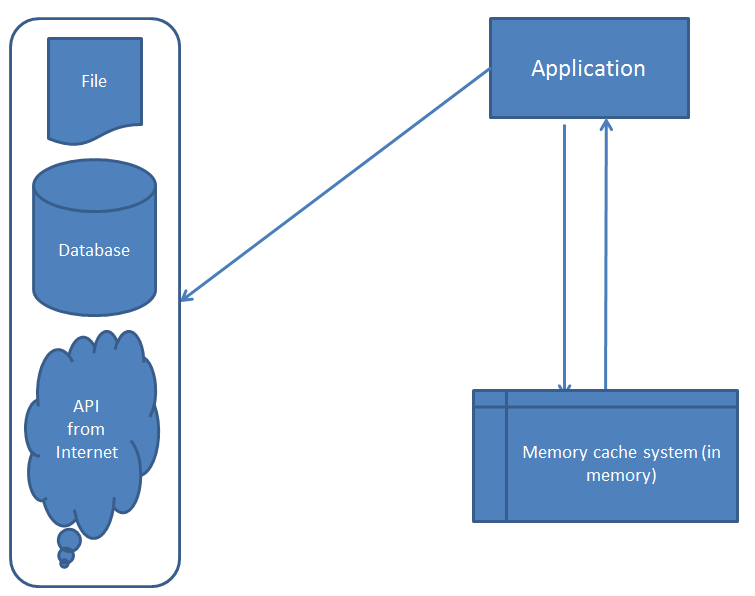 File
Application
Database
API
from
Internet
Memory cache system (in
memory)